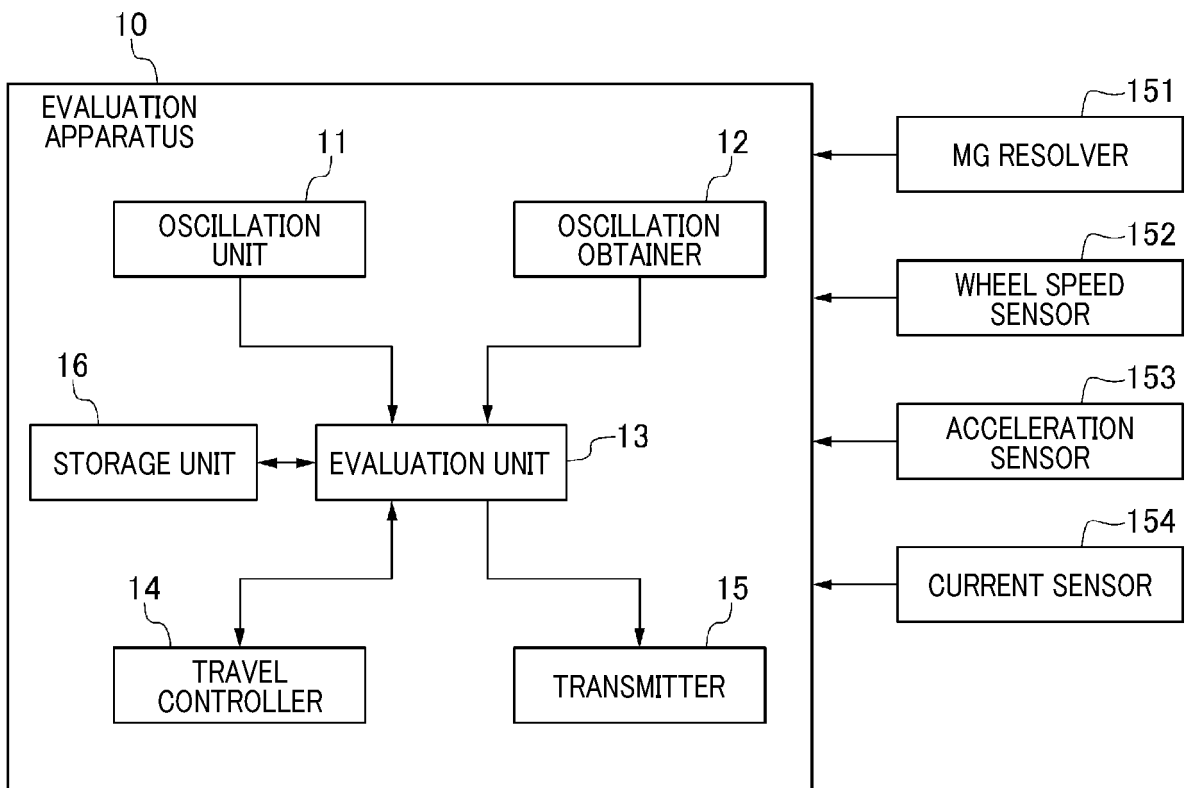 10
EVALUATION
APPARATUS
11
OSCILLATION
UNIT
12
OSCILLATION
OBTAINER
16
STORAGE UNIT
13
EVALUATION UNIT
14
TRAVEL
CONTROLLER
15
TRANSMITTER
151
MG RESOLVER
152
WHEEL SPEED
SENSOR
153
ACCELERATION
SENSOR
154
CURRENT SENSOR